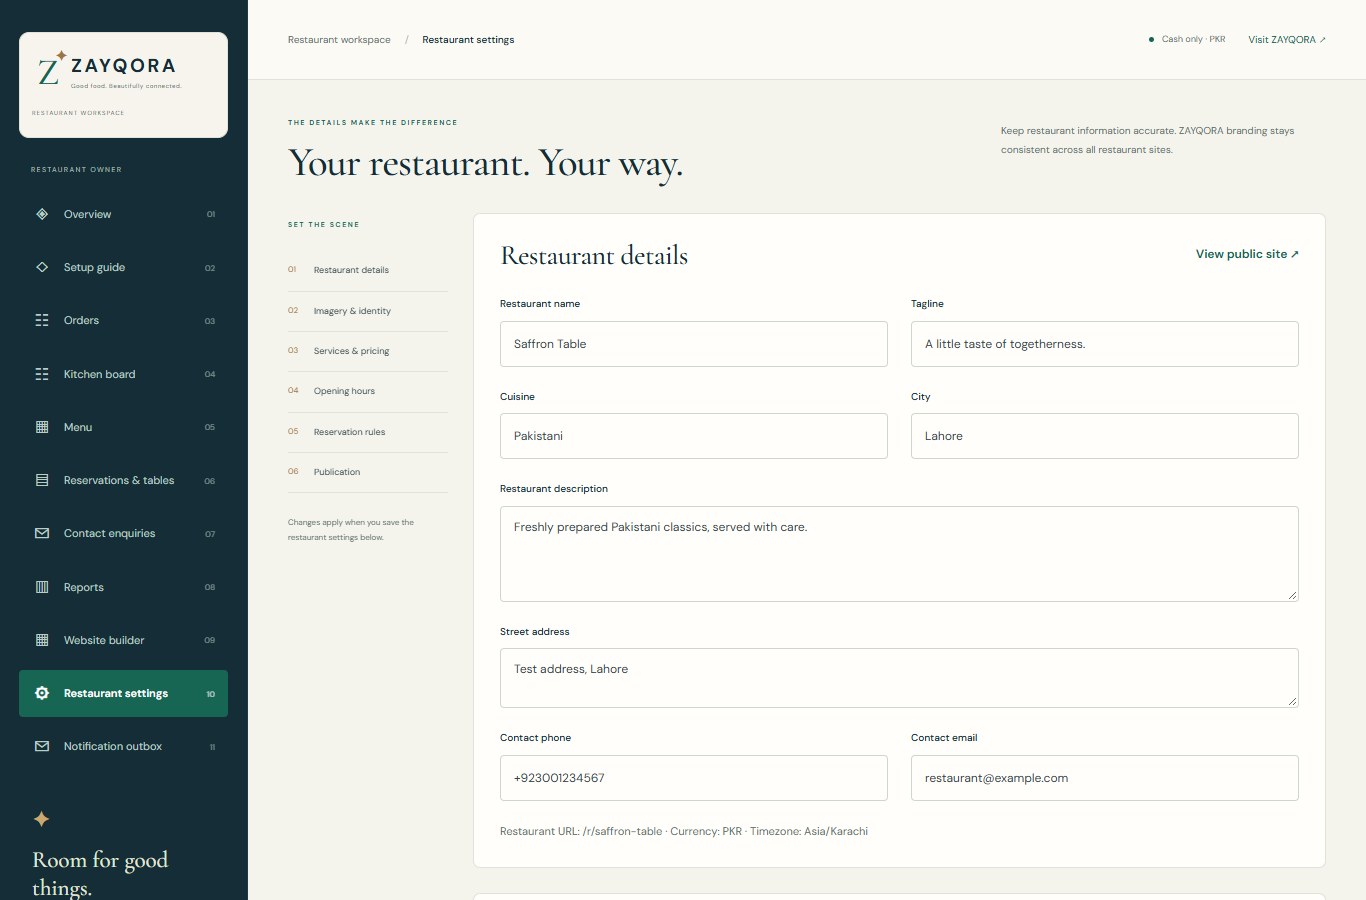 ZAYQORA
Good food. Beautifully connected.
RESTAURANT WORKSPACE
RESTAURANT OWNER
Overview 01
Setup guide 02
Orders 03
Kitchen board 04
Menu 05
Reservations & tables 06
Contact enquiries 07
Reports 08
Website builder 09
Restaurant settings 10
Notification outbox 11
Room for good
things.
Restaurant workspace / Restaurant settings
Cash only · PKR
Visit ZAYQORA ↗
THE DETAILS MAKE THE DIFFERENCE
Your restaurant. Your way.
Keep restaurant information accurate. ZAYQORA branding stays
consistent across all restaurant sites.
SET THE SCENE
01 Restaurant details
02 Imagery & identity
03 Services & pricing
04 Opening hours
05 Reservation rules
06 Publication
Changes apply when you save the
restaurant settings below.
Restaurant details
View public site ↗
Restaurant name
Saffron Table
Tagline
A little taste of togetherness.
Cuisine
Pakistani
City
Lahore
Restaurant description
Freshly prepared Pakistani classics, served with care.
Street address
Test address, Lahore
Contact phone
+923001234567
Contact email
restaurant@example.com
Restaurant URL: /r/saffron-table · Currency: PKR · Timezone: Asia/Karachi